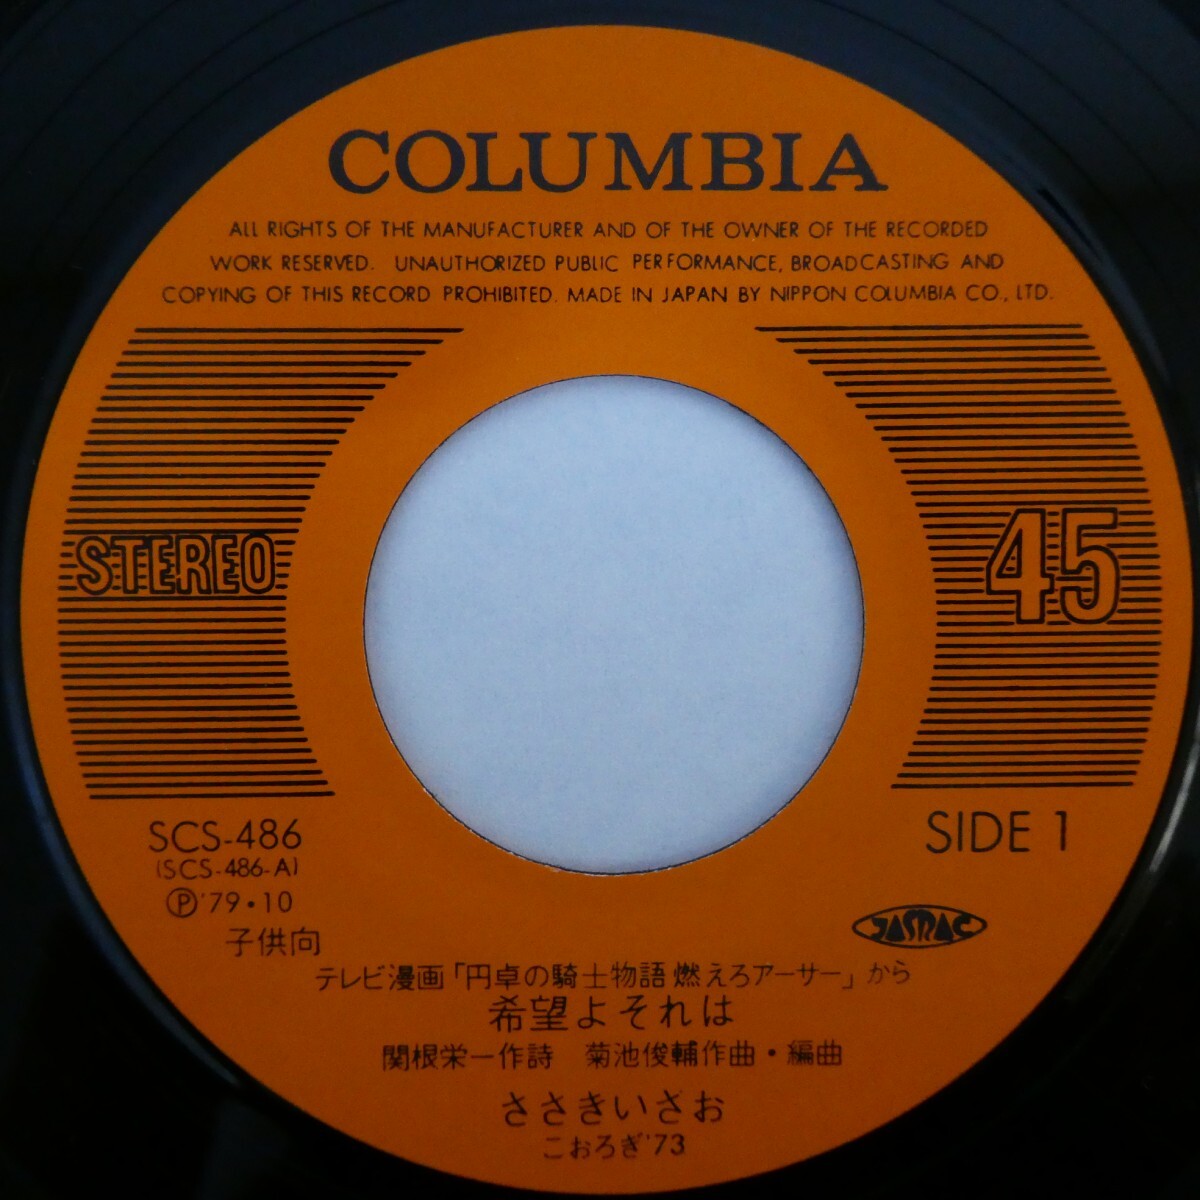 COLUMBIA
ALL RIGHTS OF THE MANUFACTURER AND OF THE OWNER OF THE RECORDED
WORK RESERVED. UNAUTHORIZED PUBLIC PERFORMANCE, BROADCASTING AND
COPYING OF THIS RECORD PROHIBITED. MADE IN JAPAN BY NIPPON COLUMBIA CO., LTD.
STEREO
45
SCS-486
(SCS-486-A)
Ⓟ'79・10
子供向
SIDE 1
JASRAC
テレビ漫画「円卓の騎士物語 燃えろアーサー」から
希望よそれは
関根栄一作詩 菊池俊輔作曲・編曲
ささきいさお
こおろぎ'73